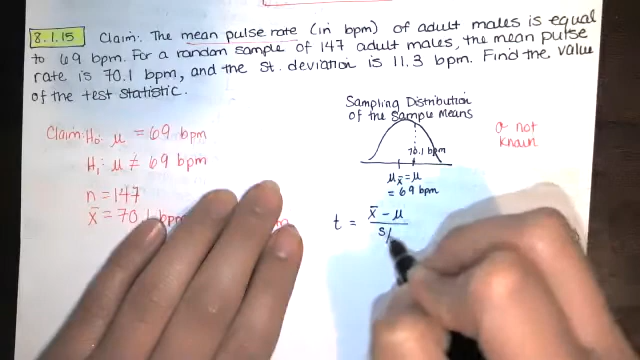 8.1.15 Claim: The mean pulse rate (in bpm) of adult males is equal
to 69 bpm. For a random sample of 147 adult males, the mean pulse
rate is 70.1 bpm, and the st. deviation is 11.3 bpm. Find the value
of the test statistic.
Sampling Distribution
of the Sample Means
σ not
known
70.1 bpm
μx̄ = μ
= 69 bpm
Claim: H₀: μ = 69 bpm
H₁: μ ≠ 69 bpm
n = 147
x̄ = 70.1 bpm
t = x̄ - μ
s/